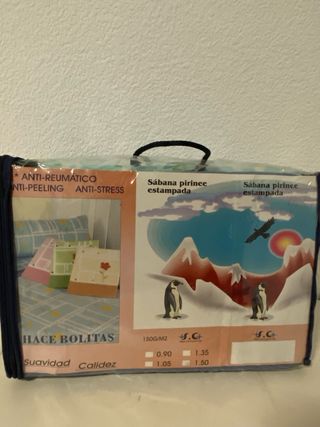 * ANTI-REUMÁTICO
NTI-PEELING ANTI-STRESS
Sábana pirinee
estampada
Sábana pirinee
estampada
HACE BOLITAS
Suavidad Calidez
150G/M2
0.90 1.35
1.05 1.50